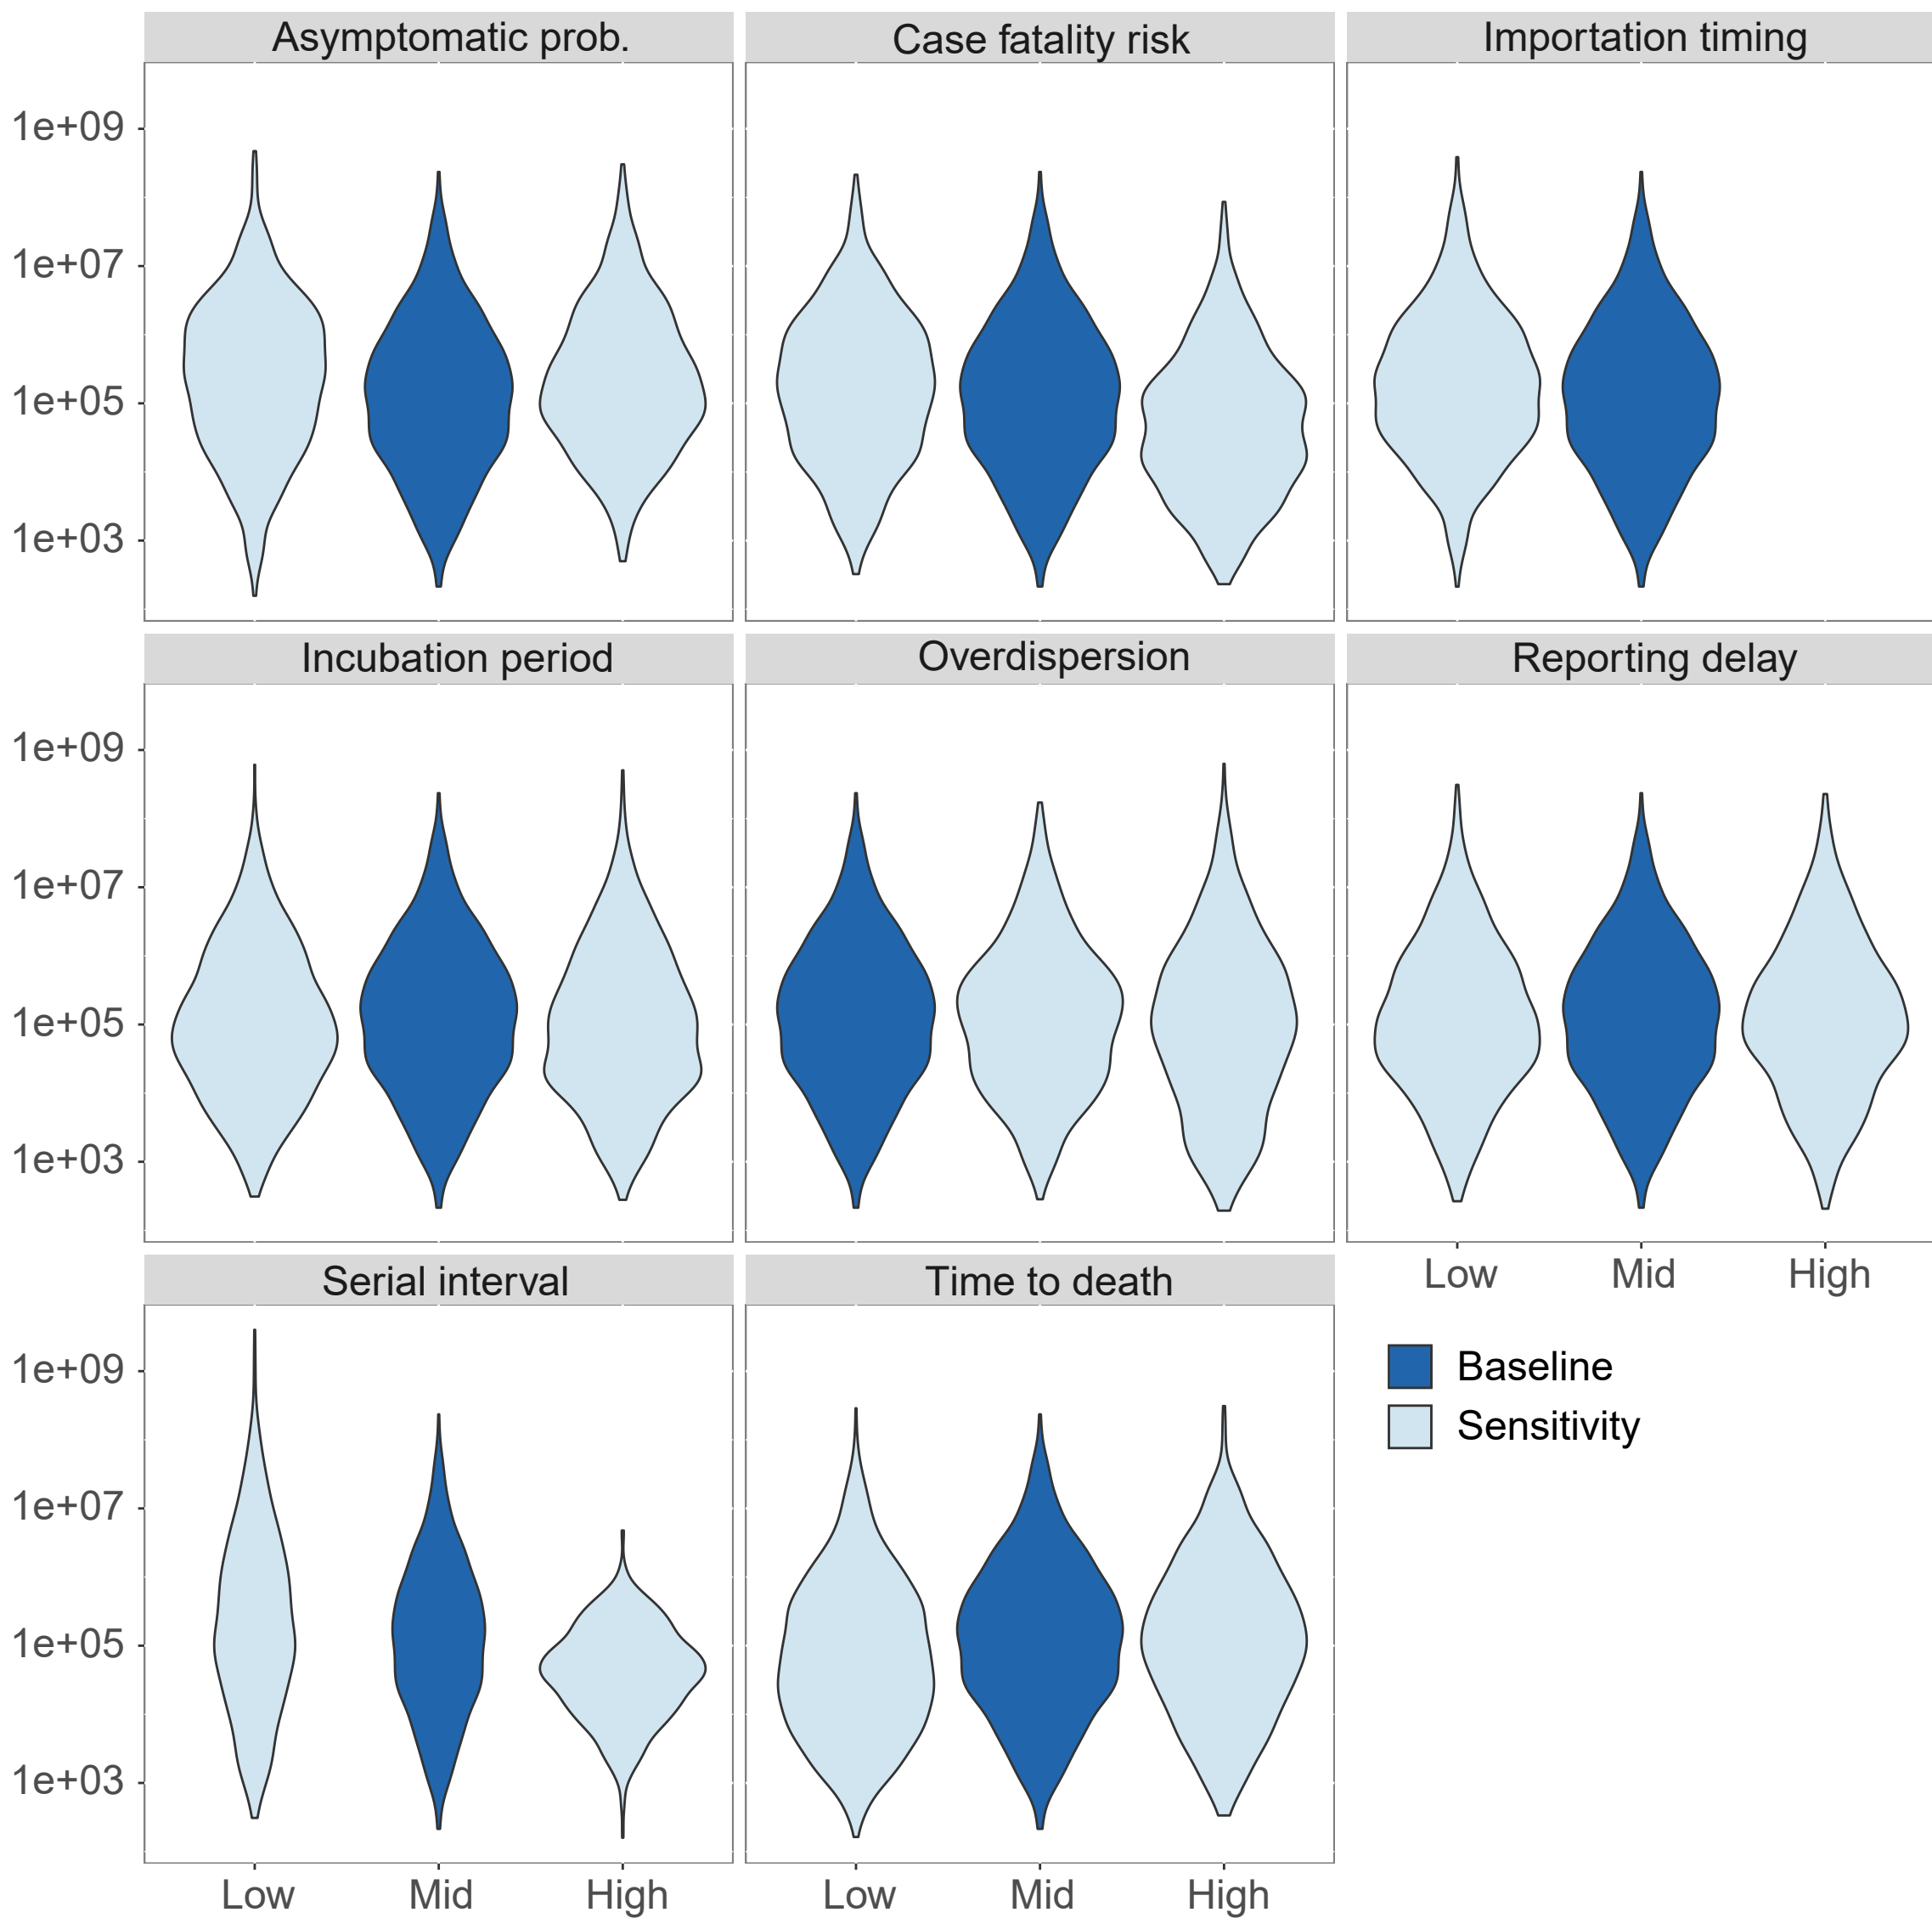 Asymptomatic prob.
Case fatality risk
Importation timing
1e+09
1e+07
1e+05
1e+03
Incubation period
Overdispersion
Reporting delay
1e+09
1e+07
1e+05
1e+03
Low Mid High
Serial interval
Time to death
1e+09
1e+07
1e+05
1e+03
Low Mid High
Low Mid High
Baseline
Sensitivity